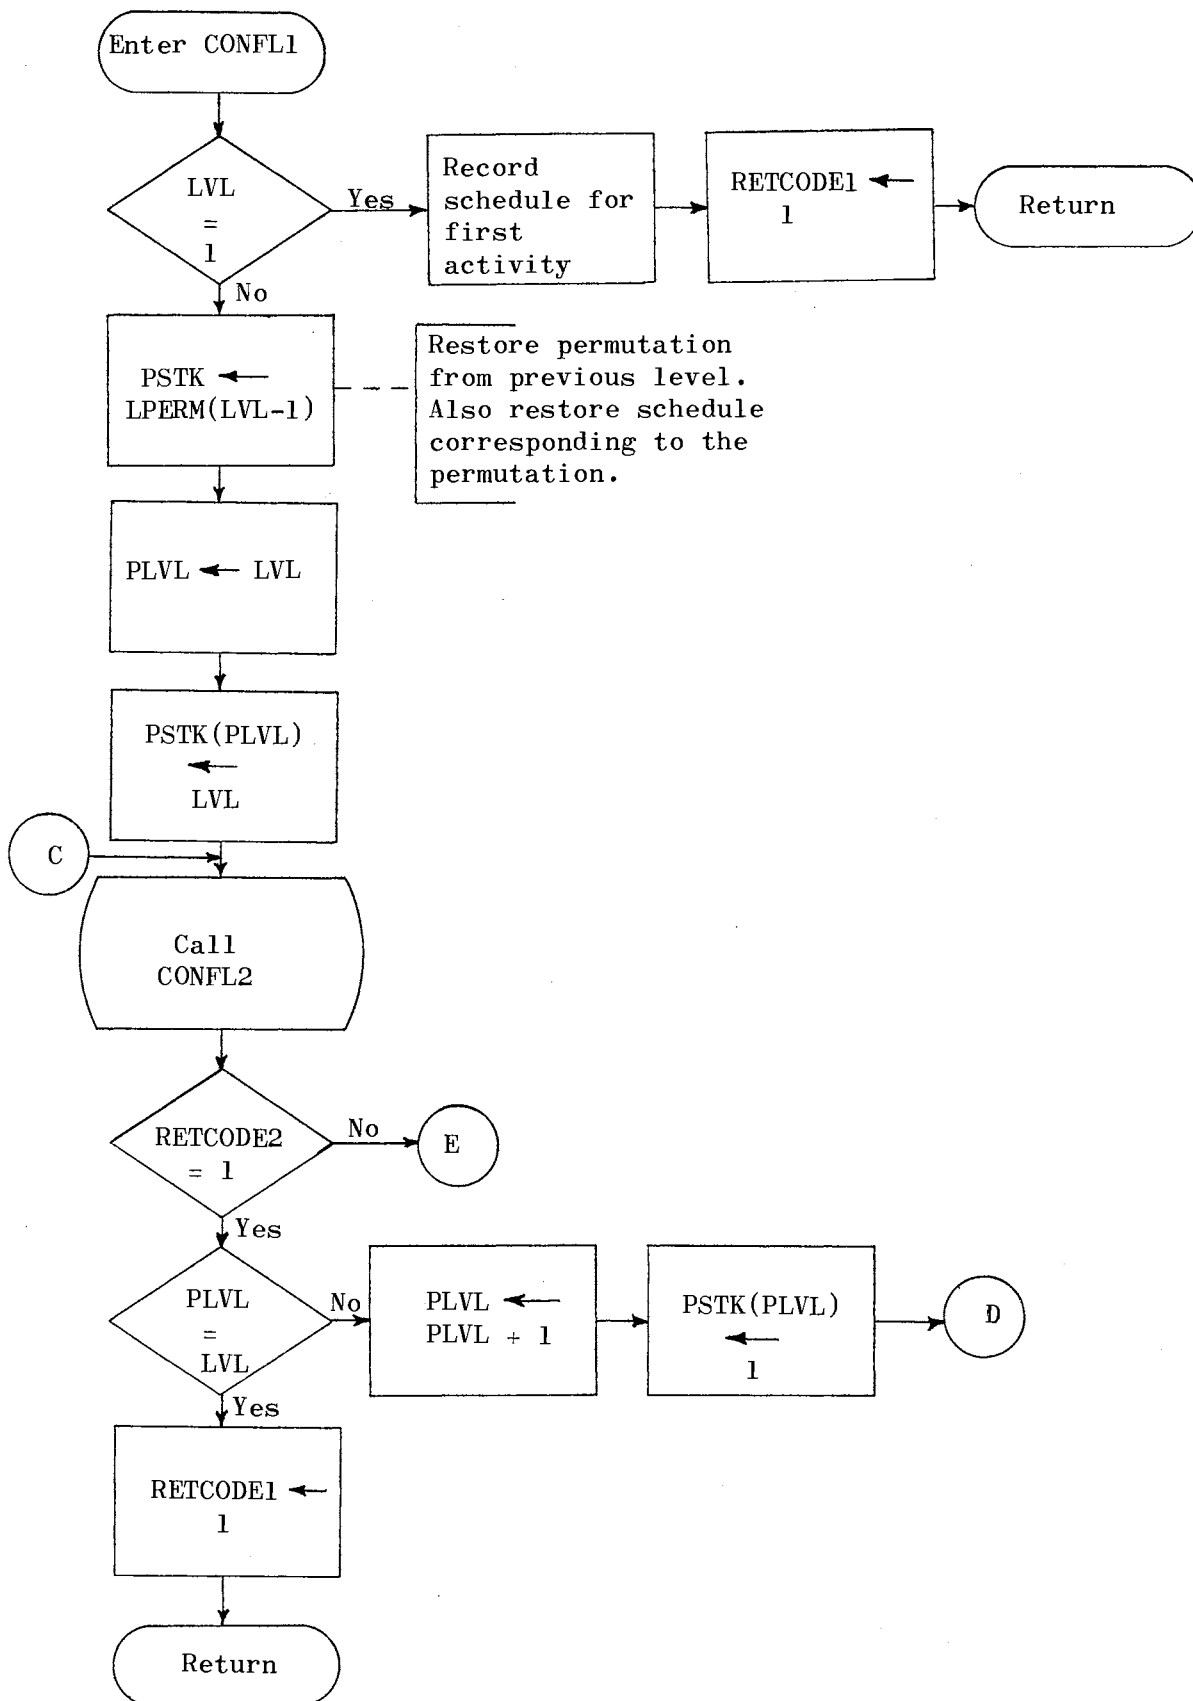 Enter CONFL1
LVL
=
1
Yes
Record
schedule for
first
activity
RETCODE1 ←
1
Return
No
PSTK ←
LPERM(LVL-1)
Restore permutation
from previous level.
Also restore schedule
corresponding to the
permutation.
PLVL ← LVL
PSTK(PLVL)
←
LVL
C
Call
CONFL2
RETCODE2
= 1
No
E
Yes
PLVL
=
LVL
No
PLVL ←
PLVL + 1
PSTK(PLVL)
←
1
D
Yes
RETCODE1 ←
1
Return